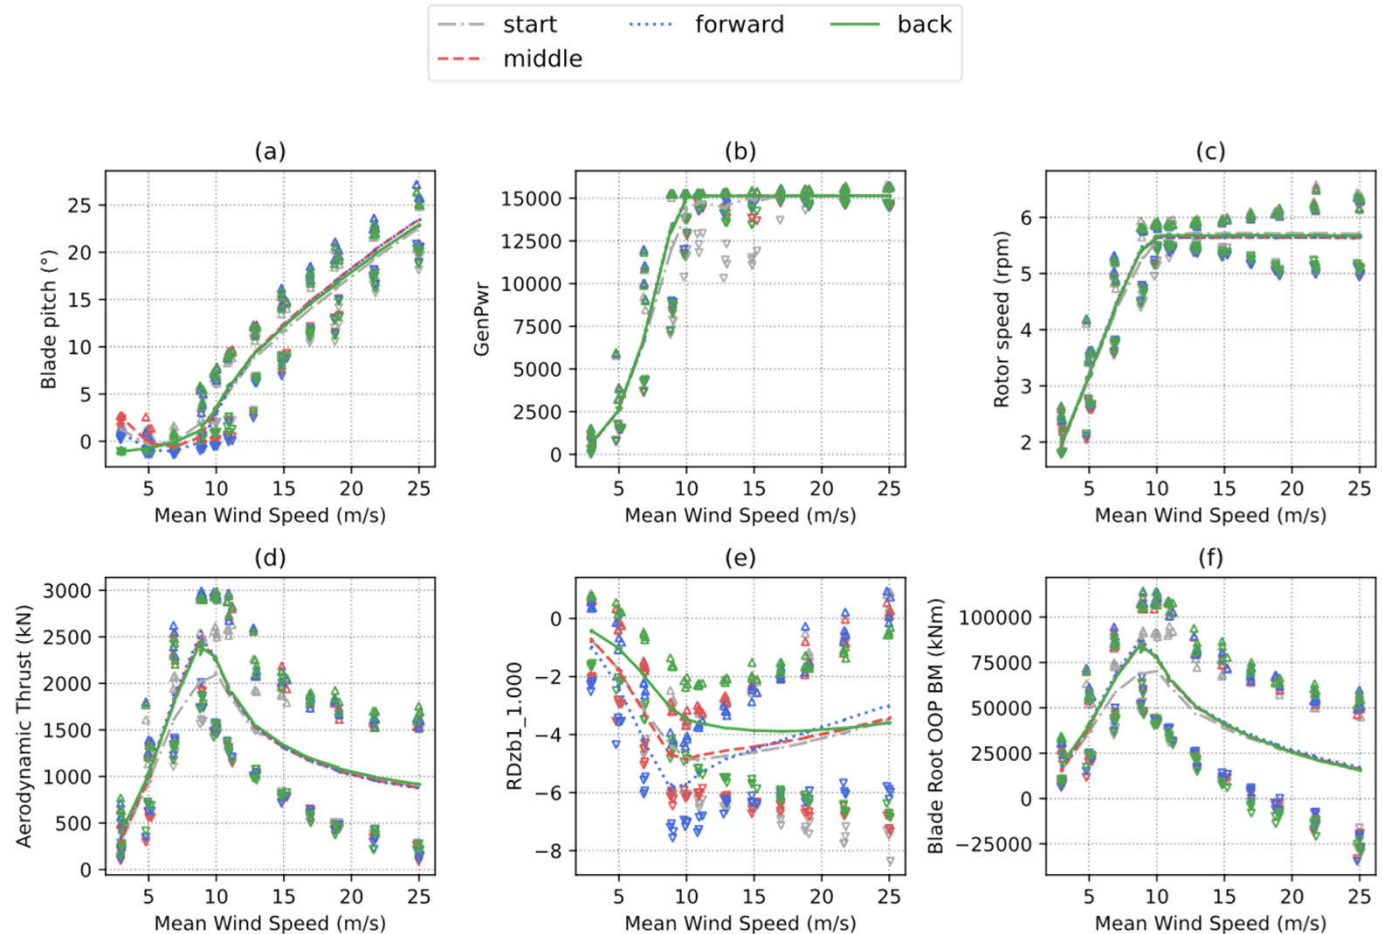 start forward back
middle
(a) (b) (c)
Blade pitch (°)
25
20
15
10
5
0
5 10 15 20 25
Mean Wind Speed (m/s)
GenPwr
15000
12500
10000
7500
5000
2500
0
5 10 15 20 25
Mean Wind Speed (m/s)
Rotor speed (rpm)
6
5
4
3
2
5 10 15 20 25
Mean Wind Speed (m/s)
(d) (e) (f)
Aerodynamic Thrust (kN)
3000
2500
2000
1500
1000
500
0
5 10 15 20 25
Mean Wind Speed (m/s)
RDzb1_1.000
0
−2
−4
−6
−8
5 10 15 20 25
Mean Wind Speed (m/s)
Blade Root OOP BM (kNm)
100000
75000
50000
25000
0
−25000
5 10 15 20 25
Mean Wind Speed (m/s)